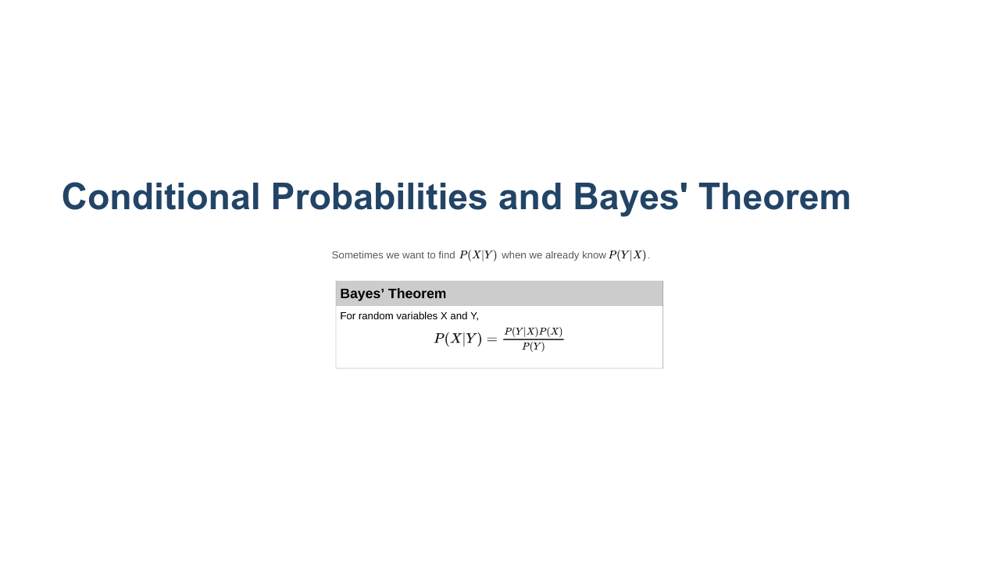 Conditional Probabilities and Bayes' Theorem
Sometimes we want to find P(X|Y) when we already know P(Y|X).
Bayes’ Theorem
For random variables X and Y,
P(X|Y) = P(Y|X)P(X) / P(Y)